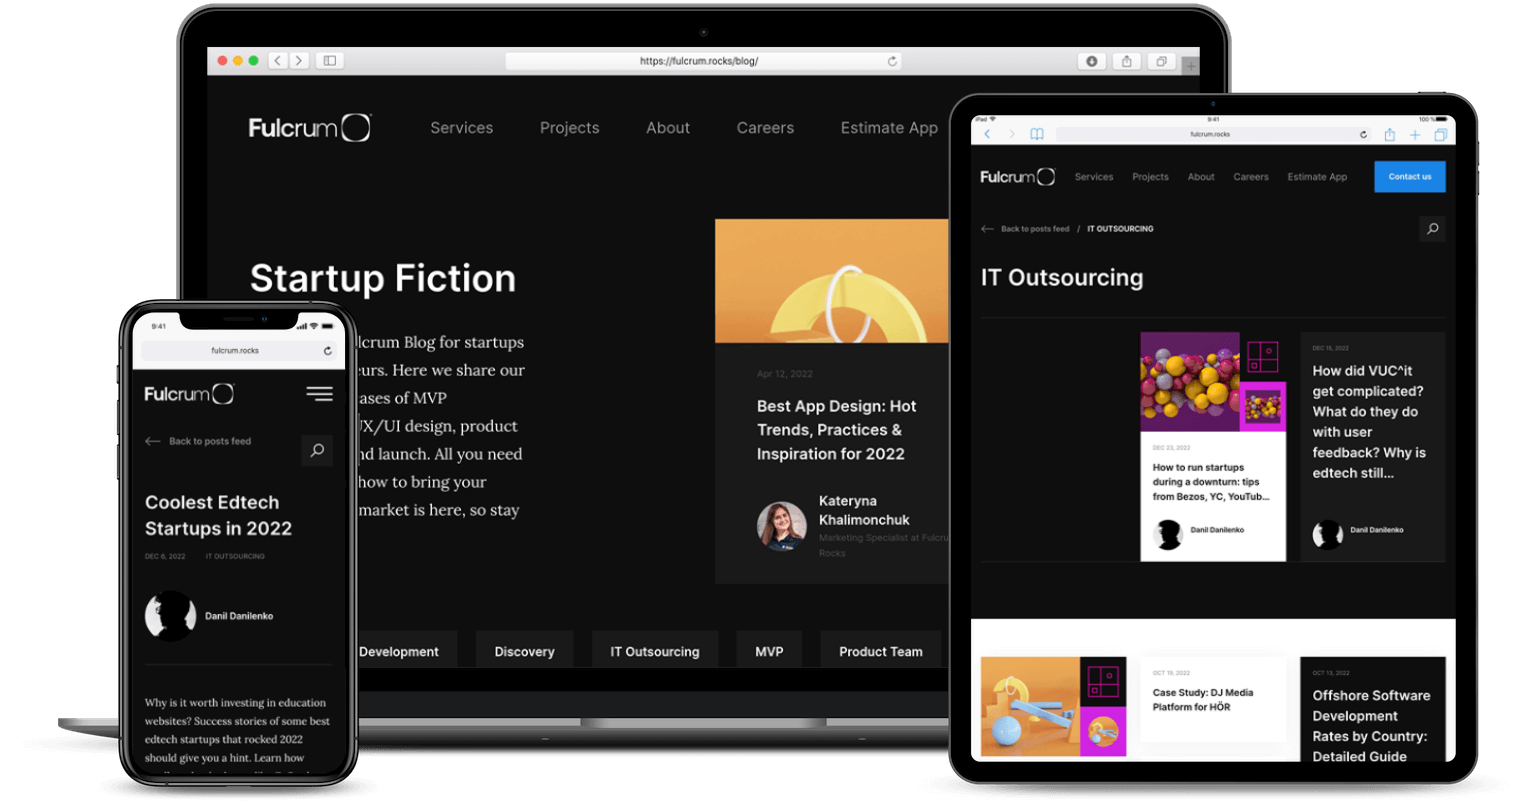 https://fulcrum.rocks/blog/
Fulcrum
Services
Projects
About
Careers
Estimate App
Startup Fiction
lcrum Blog for startups
eurs. Here we share our
ases of MVP
UX/UI design, product
nd launch. All you need
how to bring your
market is here, so stay
Apr 12, 2022
Best App Design: Hot
Trends, Practices &
Inspiration for 2022
Kateryna
Khalimonchuk
Marketing Specialist at Fulcru
Rocks
Development
Discovery
IT Outsourcing
MVP
Product Team
9:41
fulcrum.rocks
Fulcrum
Back to posts feed
Coolest Edtech
Startups in 2022
DEC 6, 2022
IT OUTSOURCING
Danil Danilenko
Why is it worth investing in education
websites? Success stories of some best
edtech startups that rocked 2022
should give you a hint. Learn how
iPad
9:41
100 %
fulcrum.rocks
Fulcrum
Services
Projects
About
Careers
Estimate App
Contact us
Back to posts feed / IT OUTSOURCING
IT Outsourcing
DEC 23, 2022
How to run startups
during a downturn: tips
from Bezos, YC, YouTub...
Danil Danilenko
DEC 15, 2022
How did VUC^it
get complicated?
What do they do
with user
feedback? Why is
edtech still...
Danil Danilenko
OCT 19, 2022
Case Study: DJ Media
Platform for HÖR
OCT 13, 2022
Offshore Software
Development
Rates by Country:
Detailed Guide